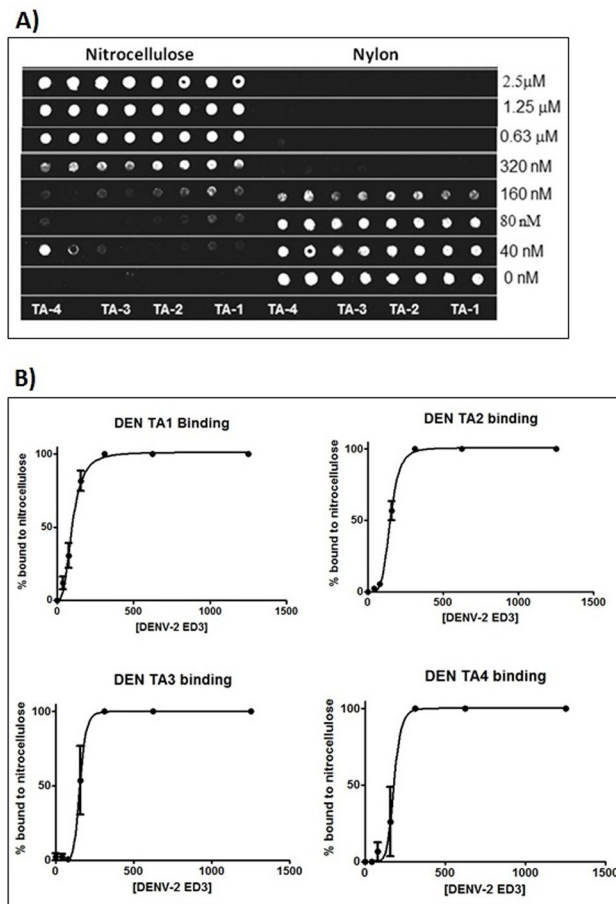 A)
Nitrocellulose Nylon
2.5μM
1.25 μM
0.63 μM
320 nM
160 nM
80 nM
40 nM
0 nM
TA-4 TA-3 TA-2 TA-1 TA-4 TA-3 TA-2 TA-1
B)
DEN TA1 Binding
% bound to nitrocellulose
100
50
0
0 500 1000 1500
[DENV-2 ED3]
DEN TA2 binding
% bound to nitrocellulose
100
50
0
0 500 1000 1500
[DENV-2 ED3]
DEN TA3 binding
% bound to nitrocellulose
100
50
0
0 500 1000 1500
[DENV-2 ED3]
DEN TA4 binding
% bound to nitrocellulose
100
50
0
0 500 1000 1500
[DENV-2 ED3]